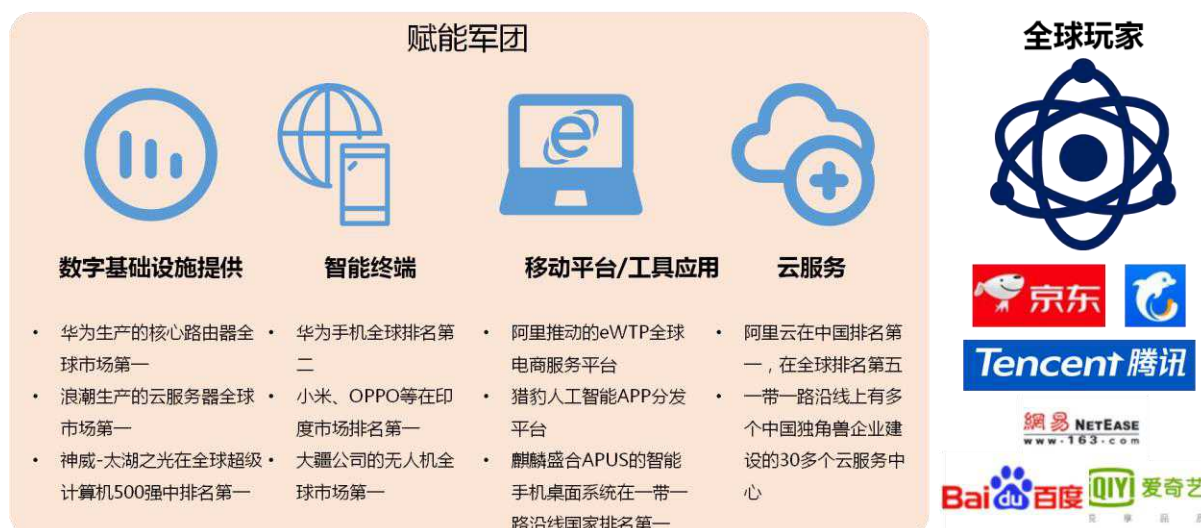 赋能军团
全球玩家
数字基础设施提供
智能终端
移动平台/工具应用
云服务
• 华为生产的核心路由器全
球市场第一
• 浪潮生产的云服务器全球
市场第一
• 神威-太湖之光在全球超级
计算机500强中排名第一
• 华为手机全球排名第
二
• 小米、OPPO等在印
度市场排名第一
• 大疆公司的无人机全
球市场第一
• 阿里推动的eWTP全球
电商服务平台
• 猎豹人工智能APP分发
平台
• 麒麟盛合APUS的智能
手机桌面系统在一带一
路沿线国家排名第一
• 阿里云在中国排名第
一，在全球排名第五
• 一带一路沿线上有多
个中国独角兽企业建
设的30多个云服务中
心
京东
Tencent 腾讯
網易 NETEASE
www.163.com
Bai du 百度
QIY 爱奇艺